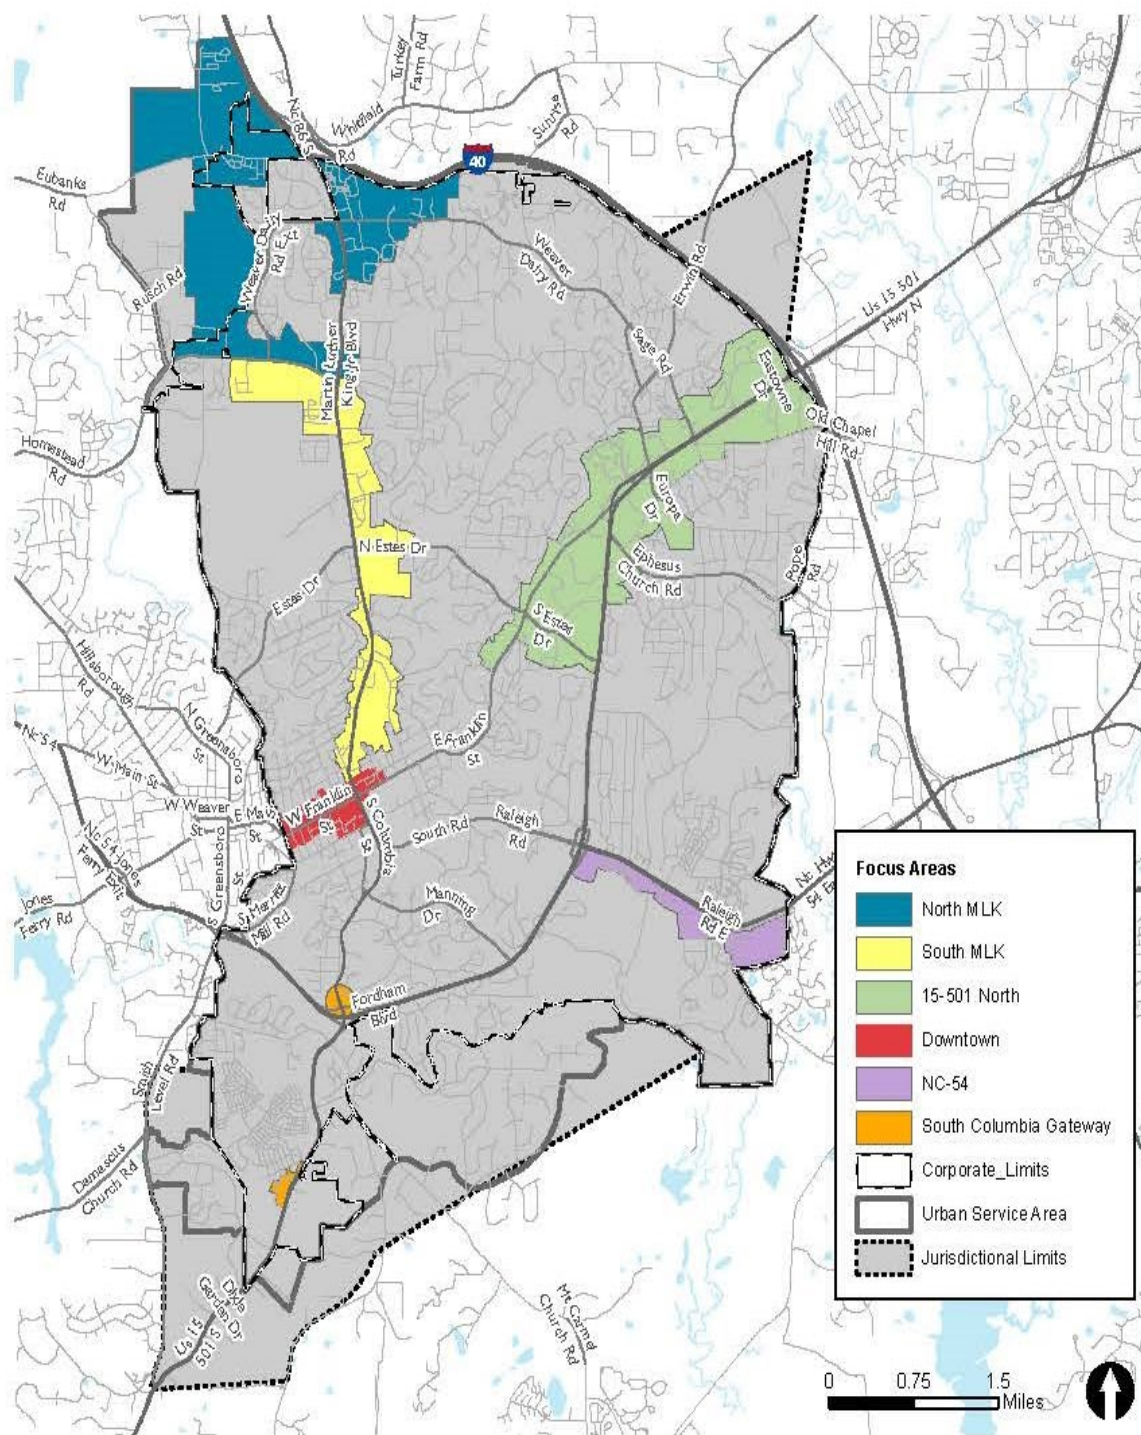 Turkey
Farm Rd
Whitfield
Rd
Sunrise
Rd
Nc 86 S
40
Eubanks
Rd
Weaver Dairy
Rd Ext
Weaver
Dairy Rd
Erwin Rd
Rusch Rd
Us 15 501
Hwy N
Sage Rd
Martin Luther
King Jr Blvd
Eastowne
Dr
Old Chapel
Hill Rd
Homestead
Rd
Europa
Dr
N Estes Dr
Ephesus
Church Rd
Pope
Rd
Estes Dr
S Estes
Dr
Hillsborough
Rd
N Greensboro
St
E Franklin
St
Nc 54
W Main St
W Weaver
St
E Main
St
W Franklin
St
S Columbia
St
South Rd
Raleigh
Rd
Nc 54 Jones
Ferry Exit
S Greensboro
St
Jones
Ferry Rd
S Merritt
Mill Rd
Manning
Dr
Raleigh
Rd E
Nc Hw
54 E
Fordham
Blvd
Smith
Level Rd
Damascus
Church Rd
Dixie
Garden Dr
Us 15
501 S
Mt Carmel
Church Rd
Focus Areas
North MLK
South MLK
15-501 North
Downtown
NC-54
South Columbia Gateway
Corporate_Limits
Urban Service Area
Jurisdictional Limits
0 0.75 1.5
Miles